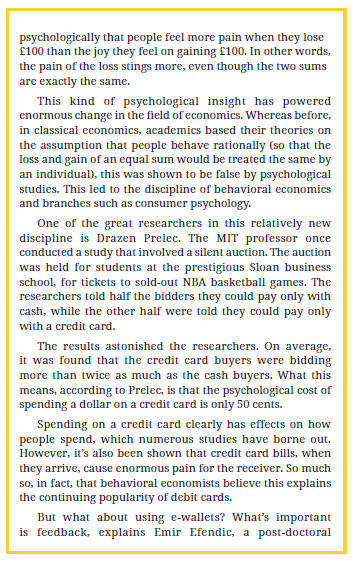 psychologically that people feel more pain when they lose
£100 than the joy they feel on gaining £100. In other words,
the pain of the loss stings more, even though the two sums
are exactly the same.
This kind of psychological insight has powered
enormous change in the field of economics. Whereas before,
in classical economics, academics based their theories on
the assumption that people behave rationally (so that the
loss and gain of an equal sum would be treated the same by
an individual), this was shown to be false by psychological
studies. This led to the discipline of behavioral economics
and branches such as consumer psychology.
One of the great researchers in this relatively new
discipline is Drazen Prelec. The MIT professor once
conducted a study that involved a silent auction. The auction
was held for students at the prestigious Sloan business
school, for tickets to sold-out NBA basketball games. The
researchers told half the bidders they could pay only with
cash, while the other half were told they could pay only
with a credit card.
The results astonished the researchers. On average,
it was found that the credit card buyers were bidding
more than twice as much as the cash buyers. What this
means, according to Prelec, is that the psychological cost of
spending a dollar on a credit card is only 50 cents.
Spending on a credit card clearly has effects on how
people spend, which numerous studies have borne out.
However, it's also been shown that credit card bills, when
they arrive, cause enormous pain for the receiver. So much
so, in fact, that behavioral economists believe this explains
the continuing popularity of debit cards.
But what about using e-wallets? What's important
is feedback, explains Emir Efendic, a post-doctoral